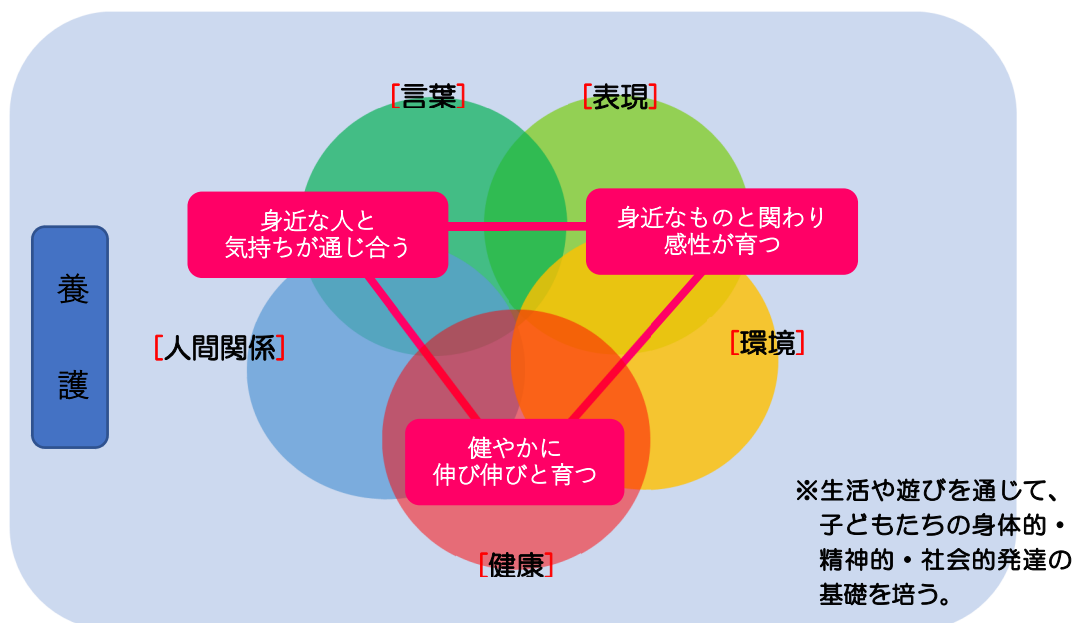 [言葉]
[表現]
身近な人と
気持ちが通じ合う
身近なものと関わり
感性が育つ
養
護
[人間関係]
[環境]
健やかに
伸び伸びと育つ
[健康]
※生活や遊びを通じて、
子どもたちの身体的・
精神的・社会的発達の
基礎を培う。